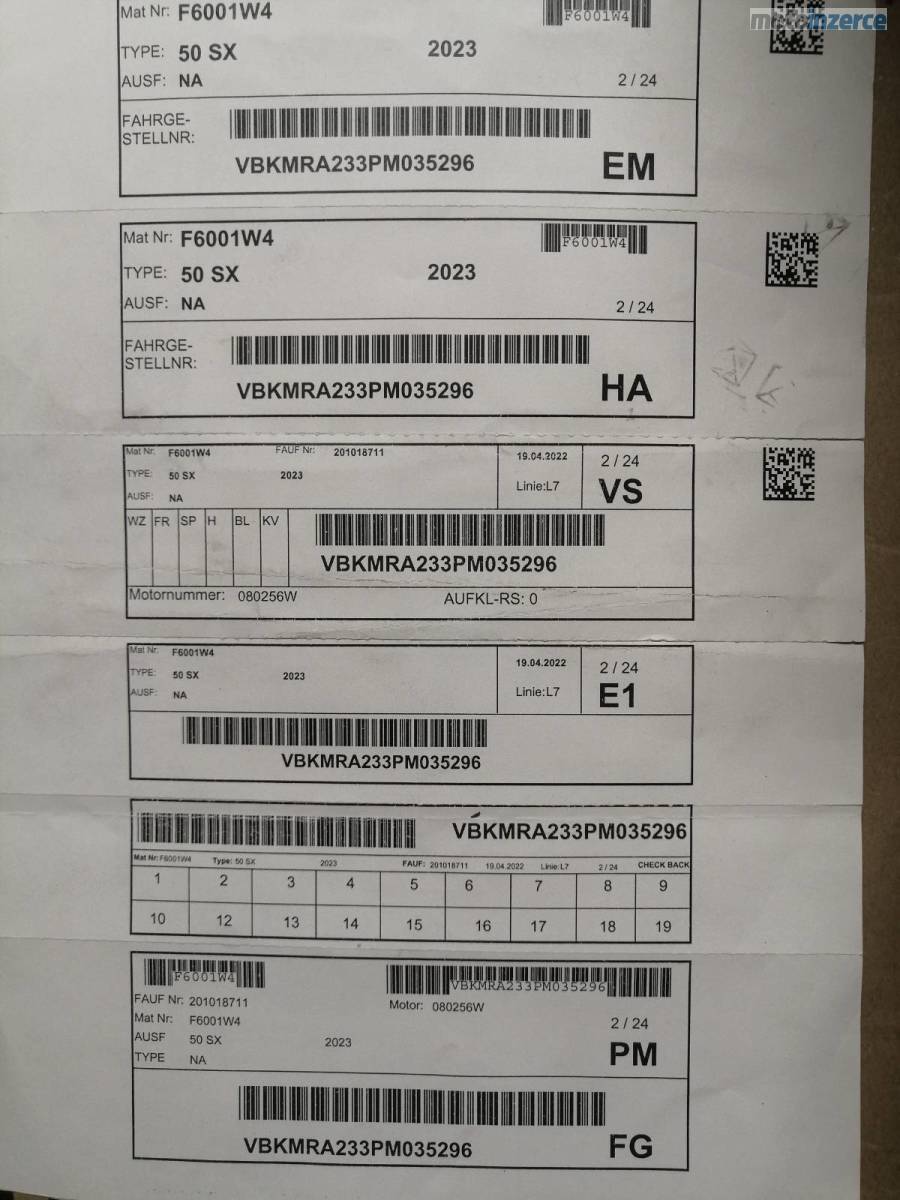 motoinzerce
Mat Nr: F6001W4
F6001W4
TYPE: 50 SX 2023
AUSF: NA 2 / 24
FAHRGE-
STELLNR:
VBKMRA233PM035296 EM
Mat Nr: F6001W4
F6001W4
TYPE: 50 SX 2023
AUSF: NA 2 / 24
FAHRGE-
STELLNR:
VBKMRA233PM035296 HA
Mat Nr: F6001W4 FAUF Nr: 201018711 19.04.2022 2 / 24
TYPE: 50 SX 2023 Linie:L7 VS
AUSF: NA
WZ FR SP H BL KV
VBKMRA233PM035296
Motornummer: 080256W AUFKL-RS: 0
Mat Nr: F6001W4 19.04.2022 2 / 24
TYPE: 50 SX 2023 Linie:L7 E1
AUSF: NA
VBKMRA233PM035296
VBKMRA233PM035296
Mat Nr: F6001W4 Type: 50 SX 2023 FAUF: 201018711 19.04.2022 Linie:L7 2 / 24 CHECK BACK
1 2 3 4 5 6 7 8 9
10 12 13 14 15 16 17 18 19
F6001W4 VBKMRA233PM035296
FAUF Nr: 201018711 Motor: 080256W
Mat Nr: F6001W4 2 / 24
AUSF 50 SX 2023 PM
TYPE NA
VBKMRA233PM035296 FG